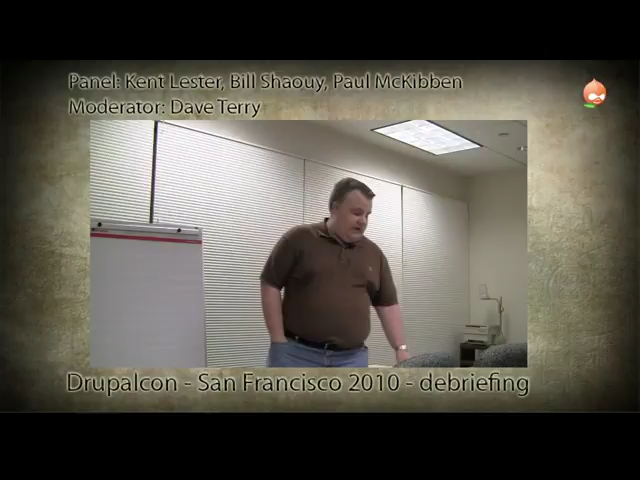 Panel: Kent Lester, Bill Shaouy, Paul McKibben
Moderator: Dave Terry
Drupalcon - San Francisco 2010 - debriefing